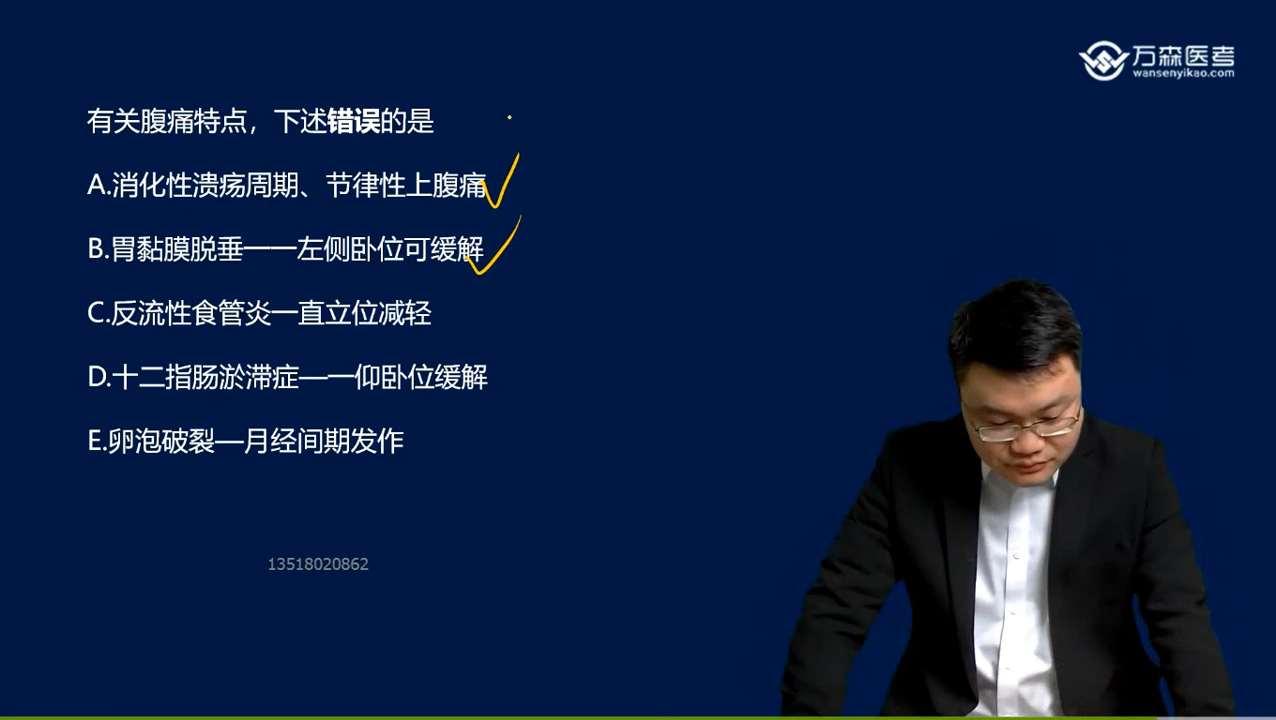 万森医考
wansenyikao.com
有关腹痛特点，下述错误的是
A.消化性溃疡周期、节律性上腹痛
B.胃黏膜脱垂一一左侧卧位可缓解
C.反流性食管炎一直立位减轻
D.十二指肠淤滞症—一仰卧位缓解
E.卵泡破裂—月经间期发作
13518020862